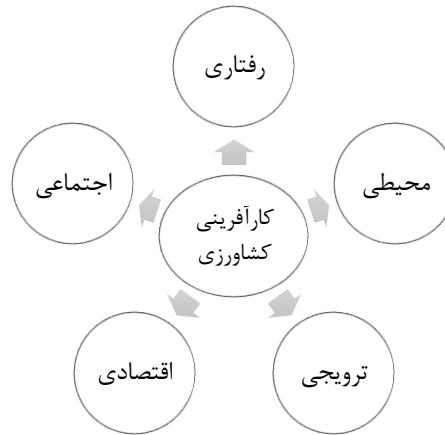 رفتاری
محیطی
اجتماعی
کارآفرینی
کشاورزی
ترویجی
اقتصادی